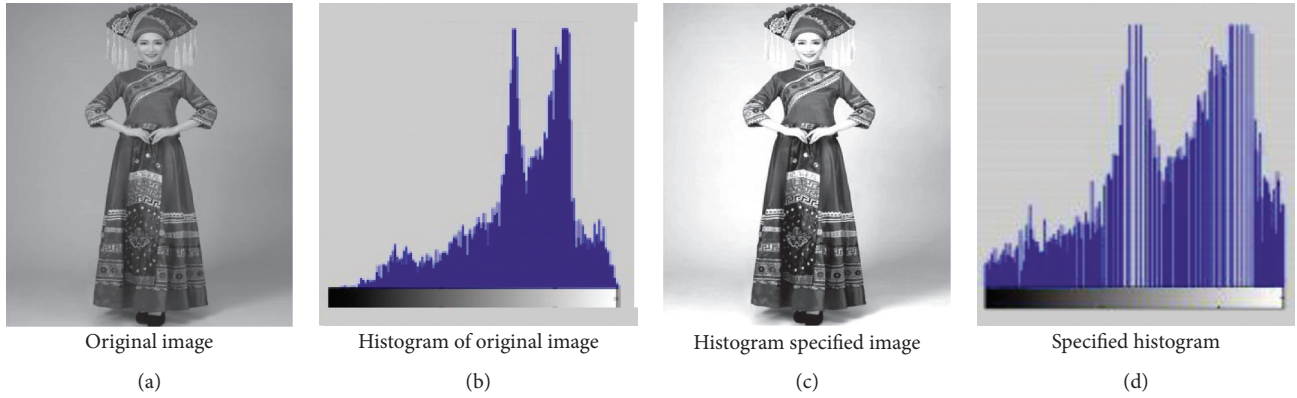 Original image
(a)
Histogram of original image
(b)
Histogram specified image
(c)
Specified histogram
(d)